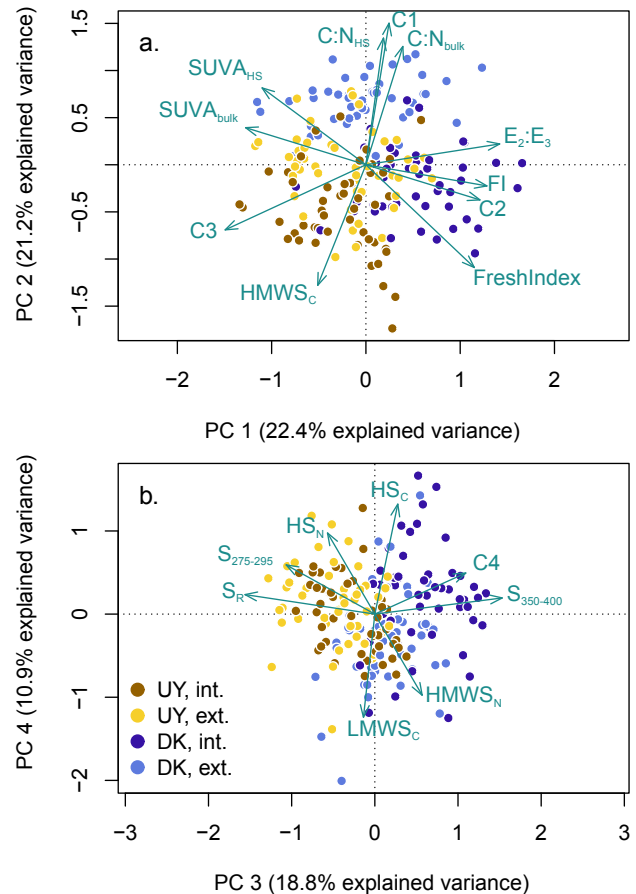 a.
C1
C:N_HS
C:N_bulk
SUVA_HS
SUVA_bulk
E₂:E₃
FI
C2
C3
FreshIndex
HMWS_C
PC 2 (21.2% explained variance)
1.5
0.5
−0.5
−1.5
−2 −1 0 1 2
PC 1 (22.4% explained variance)
b.
HS_C
HS_N
S₂₇₅₋₂₉₅
C4
S_R
S₃₅₀₋₄₀₀
HMWS_N
LMWS_C
UY, int.
UY, ext.
DK, int.
DK, ext.
PC 4 (10.9% explained variance)
1
0
−1
−2
−3 −2 −1 0 1 2 3
PC 3 (18.8% explained variance)